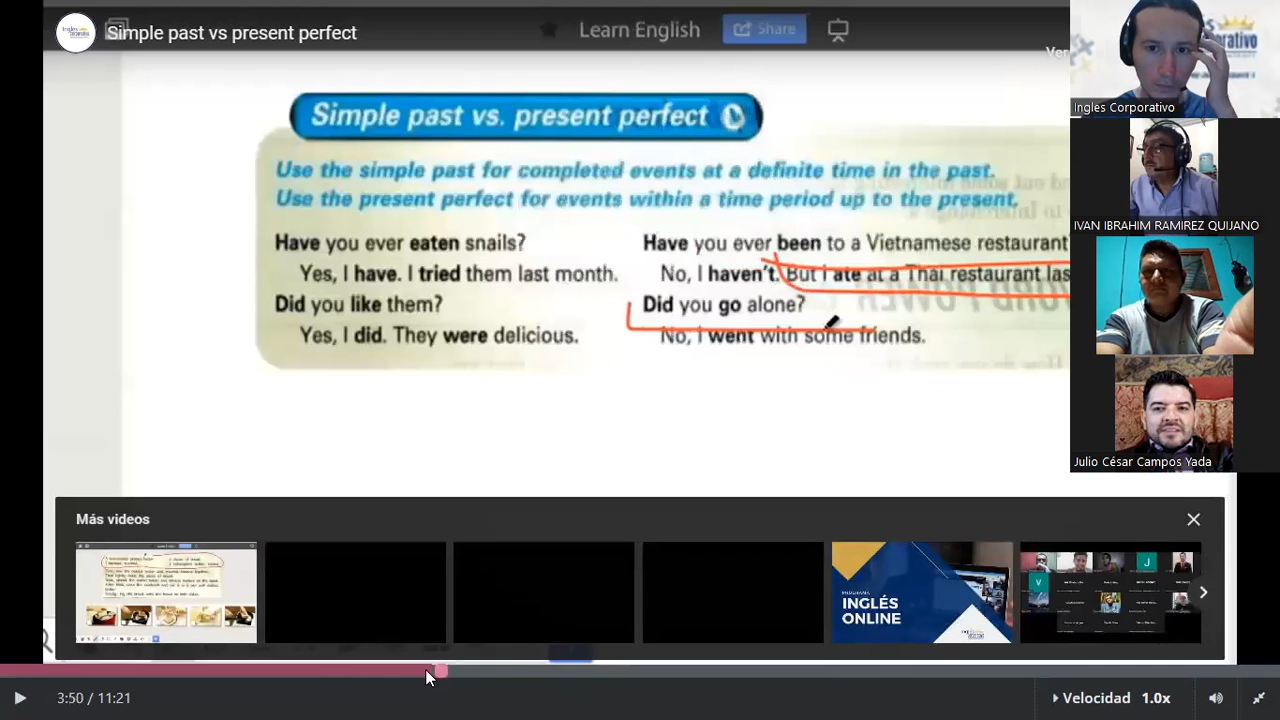 Simple past vs present perfect
Learn English
Share
Ver
Ingles Corporativo
Simple past vs. present perfect
Use the simple past for completed events at a definite time in the past.
Use the present perfect for events within a time period up to the present.
Have you ever eaten snails?
Yes, I have. I tried them last month.
Did you like them?
Yes, I did. They were delicious.
Have you ever been to a Vietnamese restaurant
No, I haven't. But I ate at a Thai restaurant las
Did you go alone?
No, I went with some friends.
IVAN IBRAHIM RAMIREZ QUIJANO
Julio César Campos Yada
Más videos
PROGRAMA
INGLÉS
ONLINE
3:50 / 11:21
Velocidad 1.0x